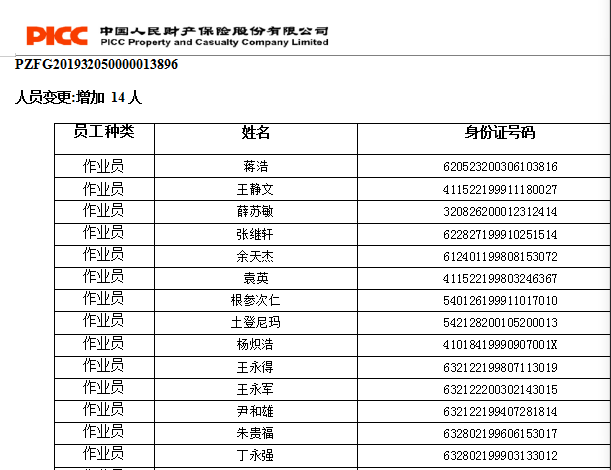 PICC 中国人民财产保险股份有限公司
PICC Property and Casualty Company Limited
PZFG201932050000013896
人员变更:增加 14 人
员工种类 姓名 身份证号码
作业员 蒋浩 620523200306103816
作业员 王静文 411522199911180027
作业员 薛苏敏 320826200012312414
作业员 张继轩 622827199910251514
作业员 余天杰 612401199808153072
作业员 袁英 411522199803246367
作业员 根参次仁 540126199911017010
作业员 土登尼玛 542128200105200013
作业员 杨炽浩 41018419990907001X
作业员 王永得 632122199807113019
作业员 王永军 632122200302143015
作业员 尹和雄 632122199407281814
作业员 朱贵福 632802199606153017
作业员 丁永强 632802199903133012